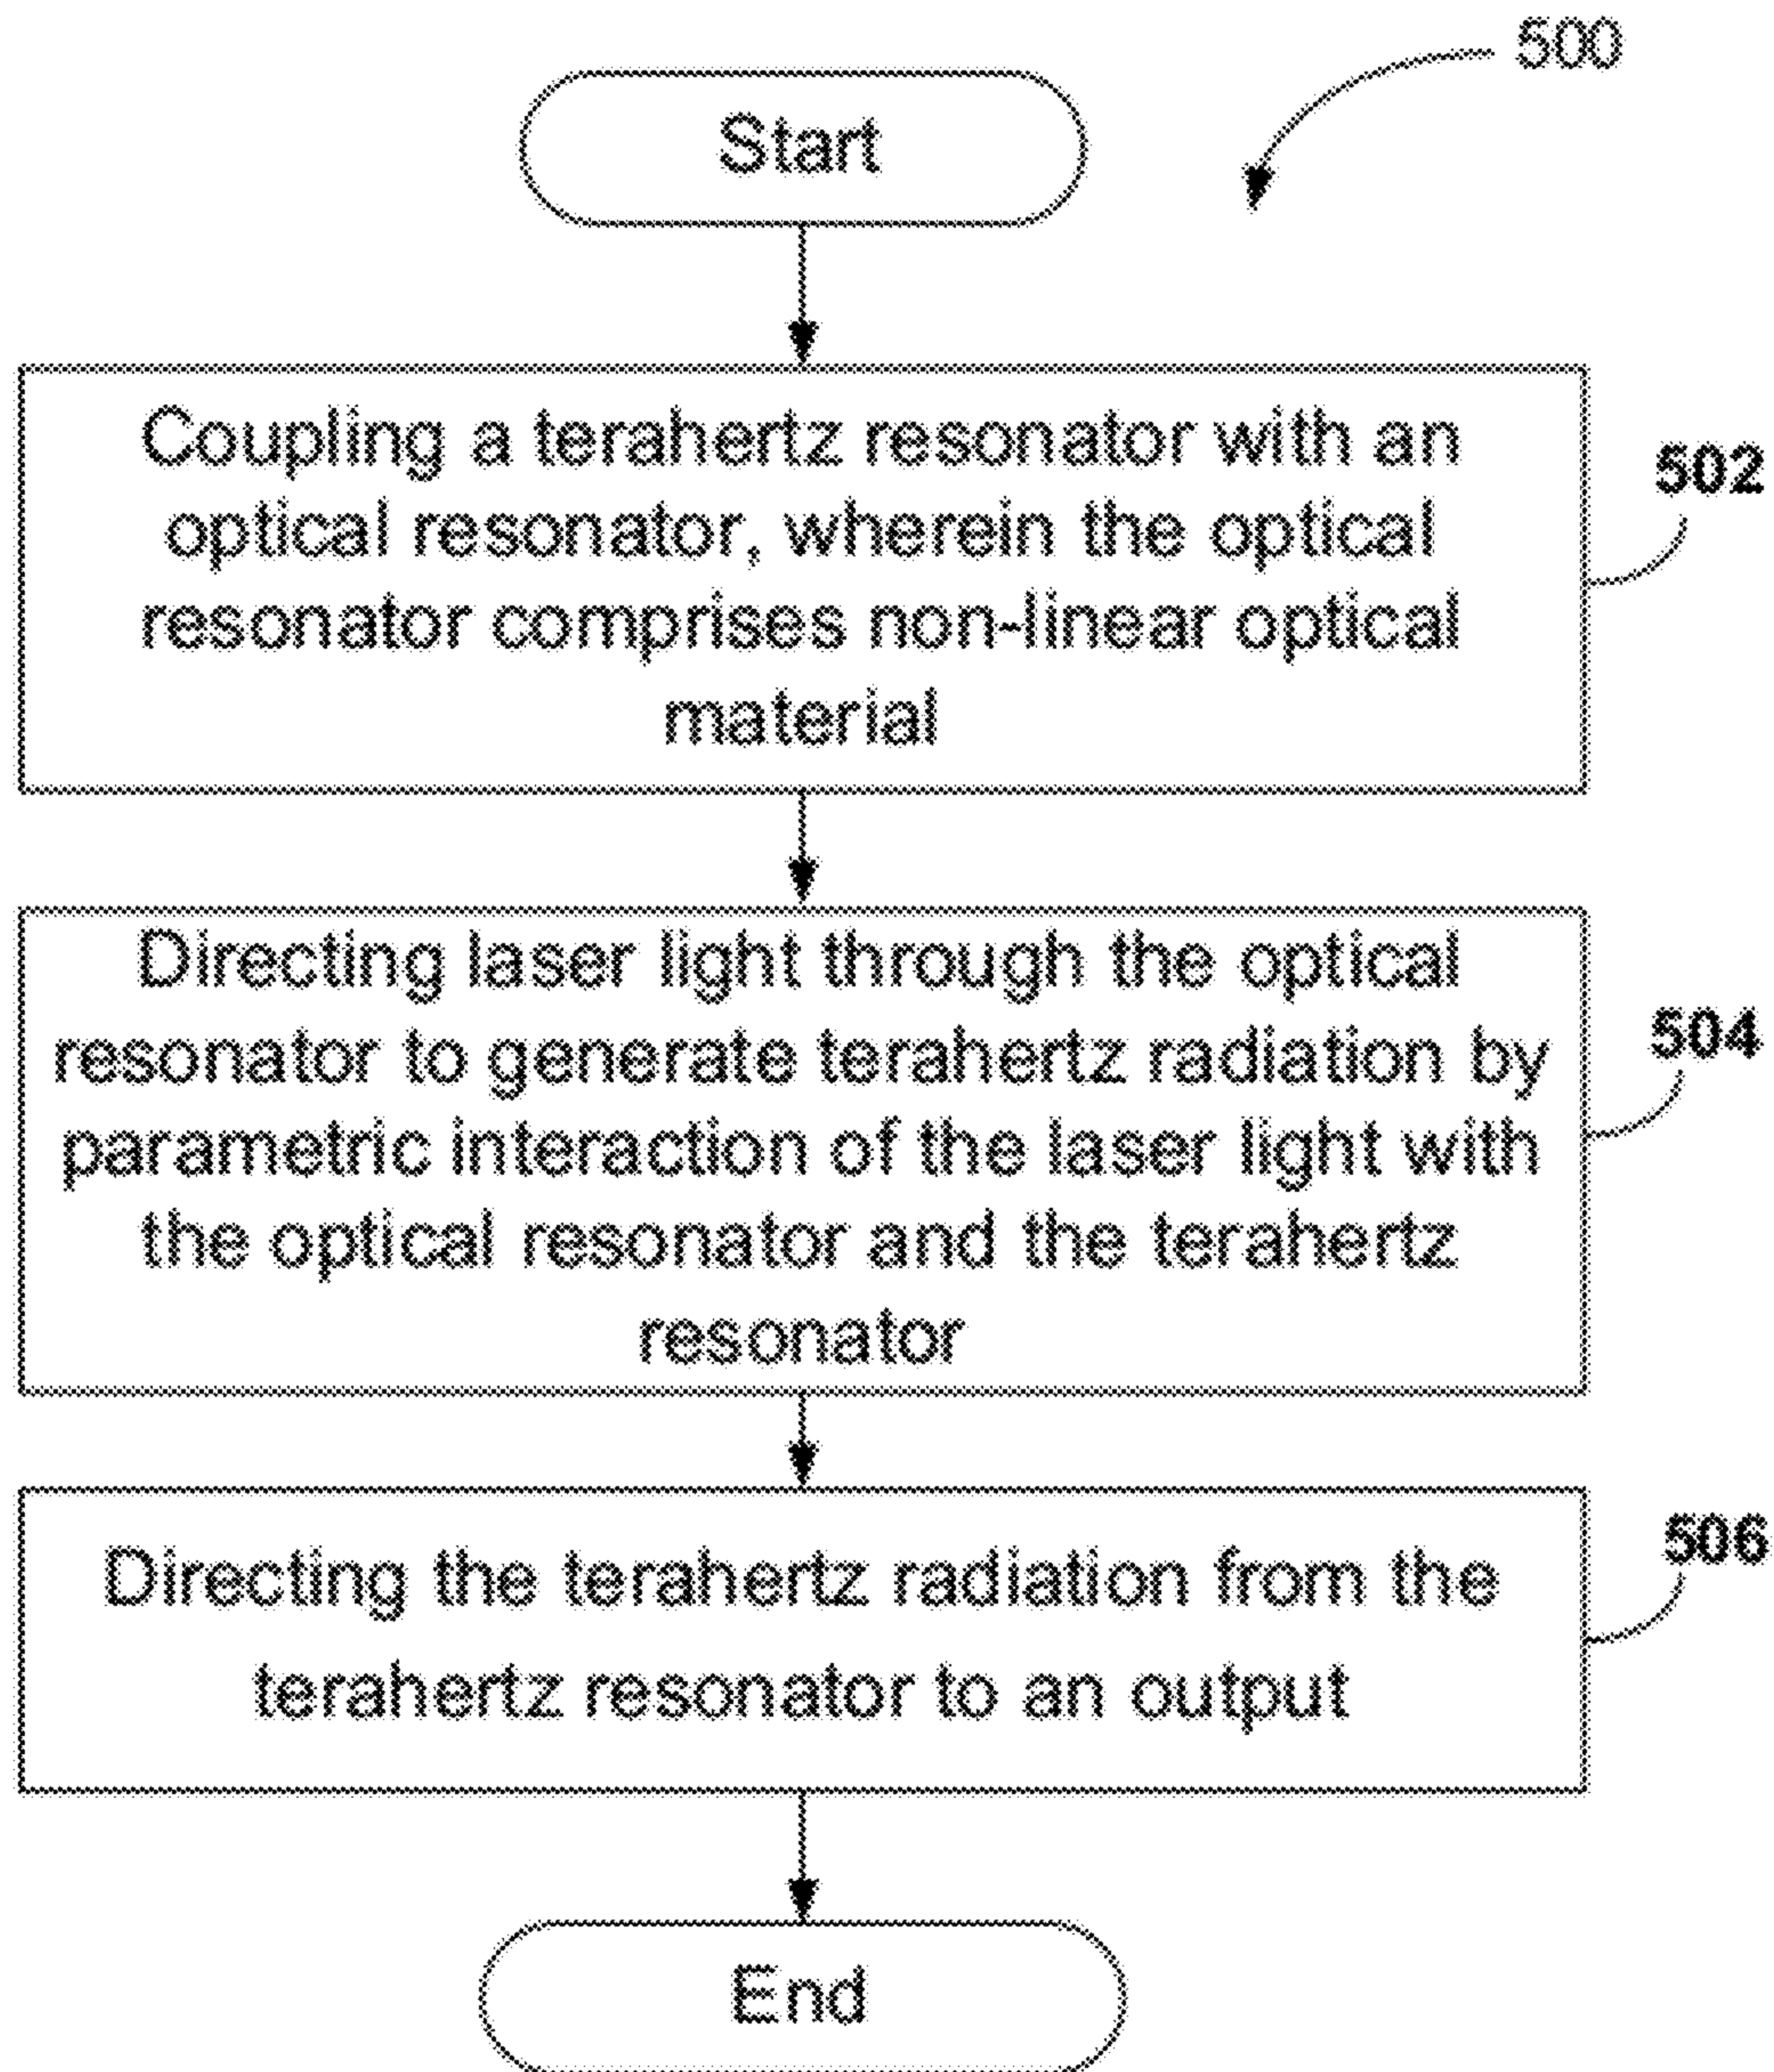 500
Start
Coupling a terahertz resonator with an
optical resonator, wherein the optical
resonator comprises non-linear optical
material
502
Directing laser light through the optical
resonator to generate terahertz radiation by
parametric interaction of the laser light with
the optical resonator and the terahertz
resonator
504
Directing the terahertz radiation from the
terahertz resonator to an output
506
End